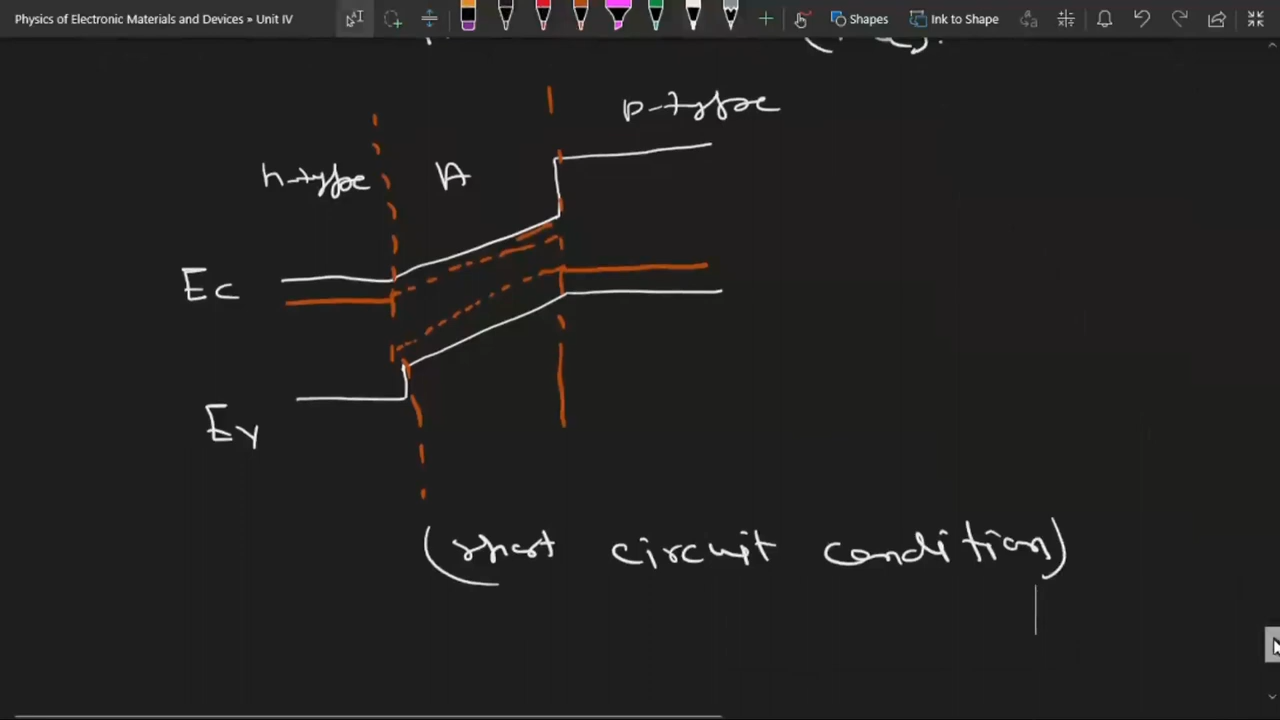 Physics of Electronic Materials and Devices » Unit IV
Shapes
Ink to Shape
p-type
n-type
A
Ec
Ev
(short circuit condition)